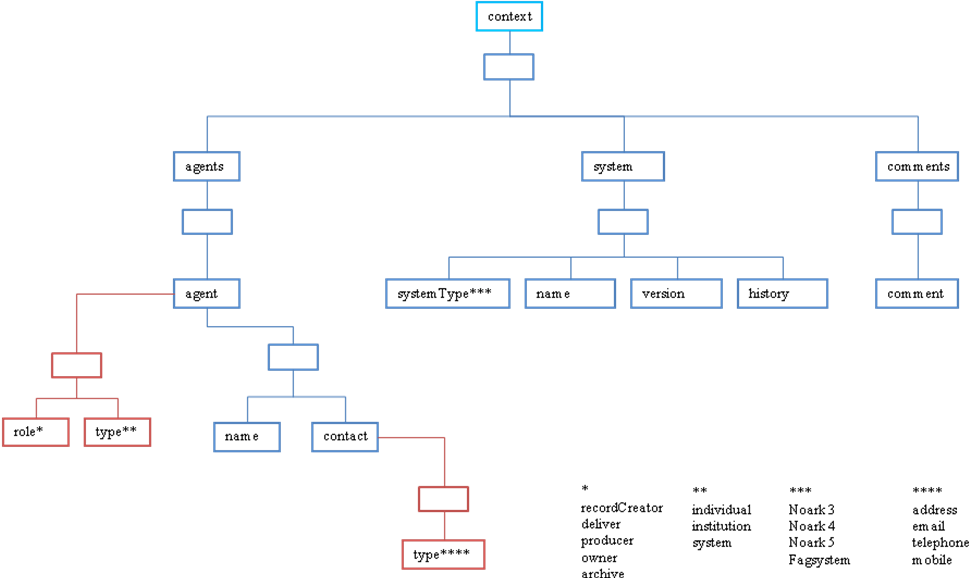 context
agents
system
comments
agent
systemType***
name
version
history
comment
role*
type**
name
contact
type****
*
recordCreator
deliver
producer
owner
archive
**
individual
institution
system
***
Noark 3
Noark 4
Noark 5
Fagsystem
****
address
email
telephone
mobile